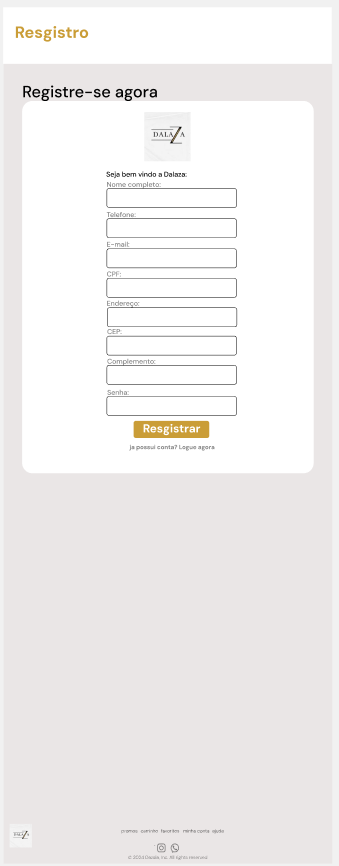 Resgistro
Registre-se agora
DALAZA
Seja bem vindo a Dalaza:
Nome completo:
Telefone:
E-mail:
CPF:
Endereço:
CEP:
Complemento:
Senha:
Resgistrar
ja possui conta? Logue agora
DALAZA
promos carrinho favoritos minha conta ajuda
© 2024 Dazala, Inc. All rights reserved